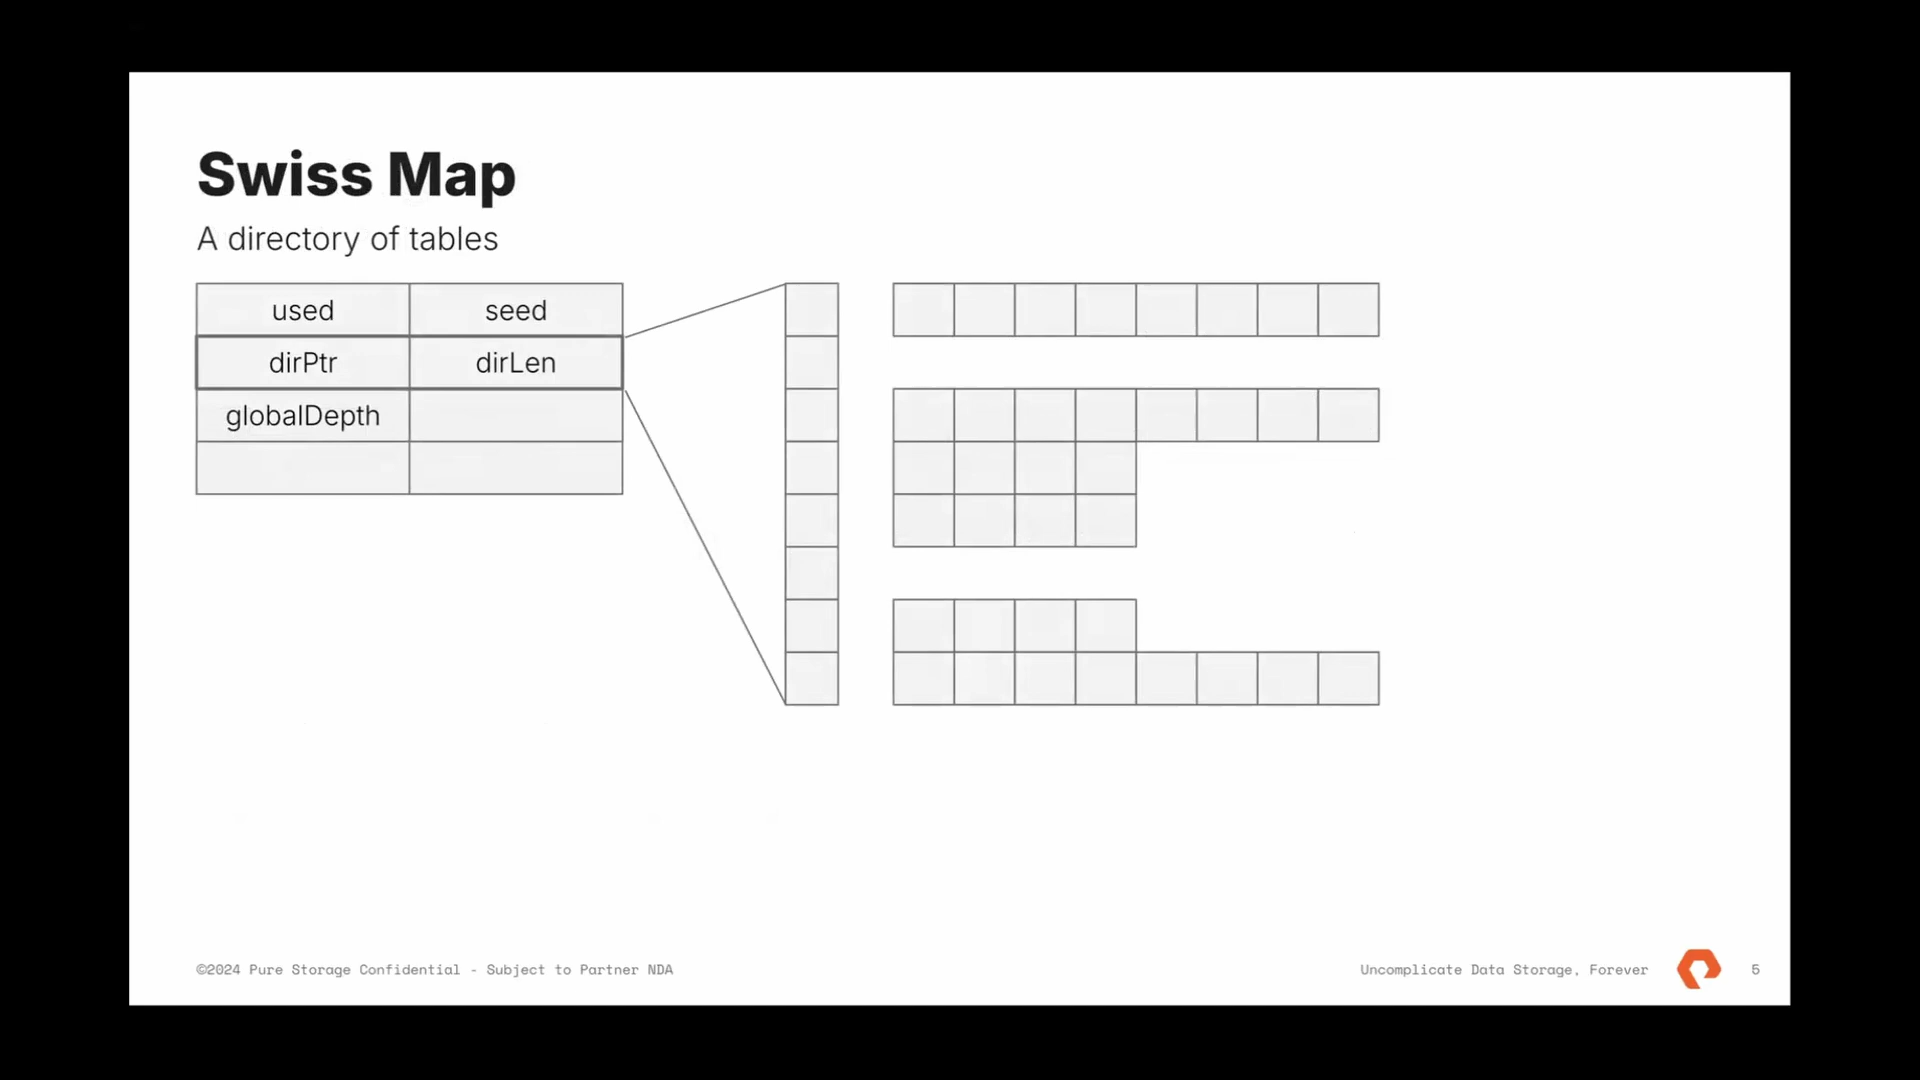 Swiss Map
A directory of tables
used seed
dirPtr dirLen
globalDepth
©2024 Pure Storage Confidential - Subject to Partner NDA
Uncomplicate Data Storage, Forever
5